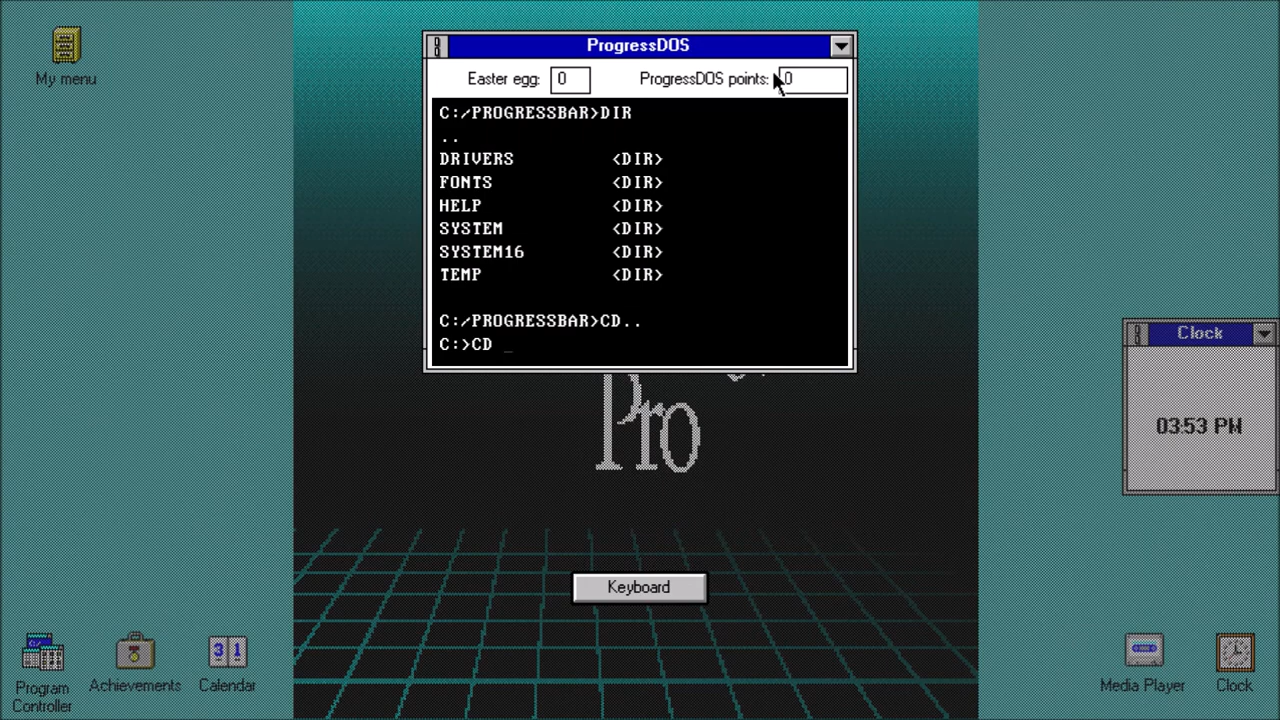 My menu
ProgressDOS
Easter egg: 0 ProgressDOS points: 0
C:/PROGRESSBAR>DIR
..
DRIVERS <DIR>
FONTS <DIR>
HELP <DIR>
SYSTEM <DIR>
SYSTEM16 <DIR>
TEMP <DIR>
C:/PROGRESSBAR>CD..
C:>CD _
Pro
Clock
03:53 PM
Keyboard
Program
Controller
Achievements
31
Calendar
Media Player
Clock